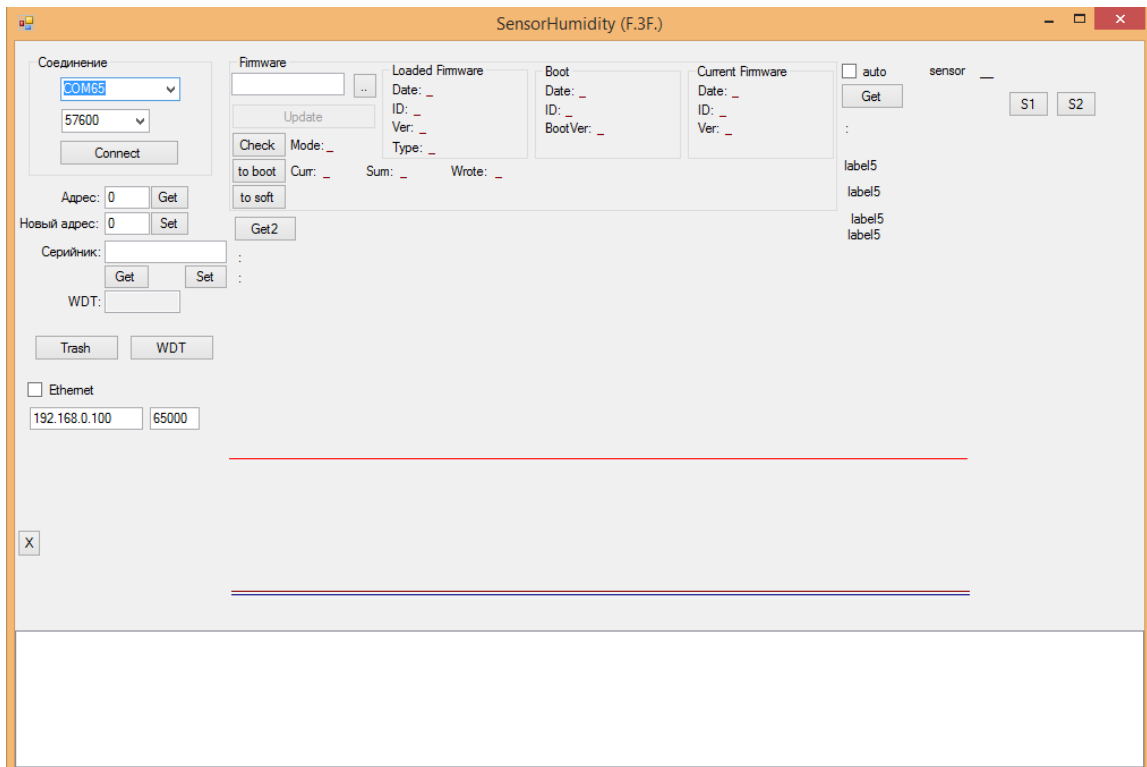 SensorHumidity (F.3F.)
Соединение
COM65
57600
Connect
Адрес: 0 Get
Новый адрес: 0 Set
Серийник:
Get Set
WDT:
Trash WDT
Ethernet
192.168.0.100 65000
X
Firmware
..
Update
Check Mode: _
to boot Curr: _ Sum: _ Wrote: _
to soft
Get2
:
:
Loaded Firmware
Date: _
ID: _
Ver: _
Type: _
Boot
Date: _
ID: _
BootVer: _
Current Firmware
Date: _
ID: _
Ver: _
auto sensor __
Get S1 S2
:
label5
label5
label5
label5